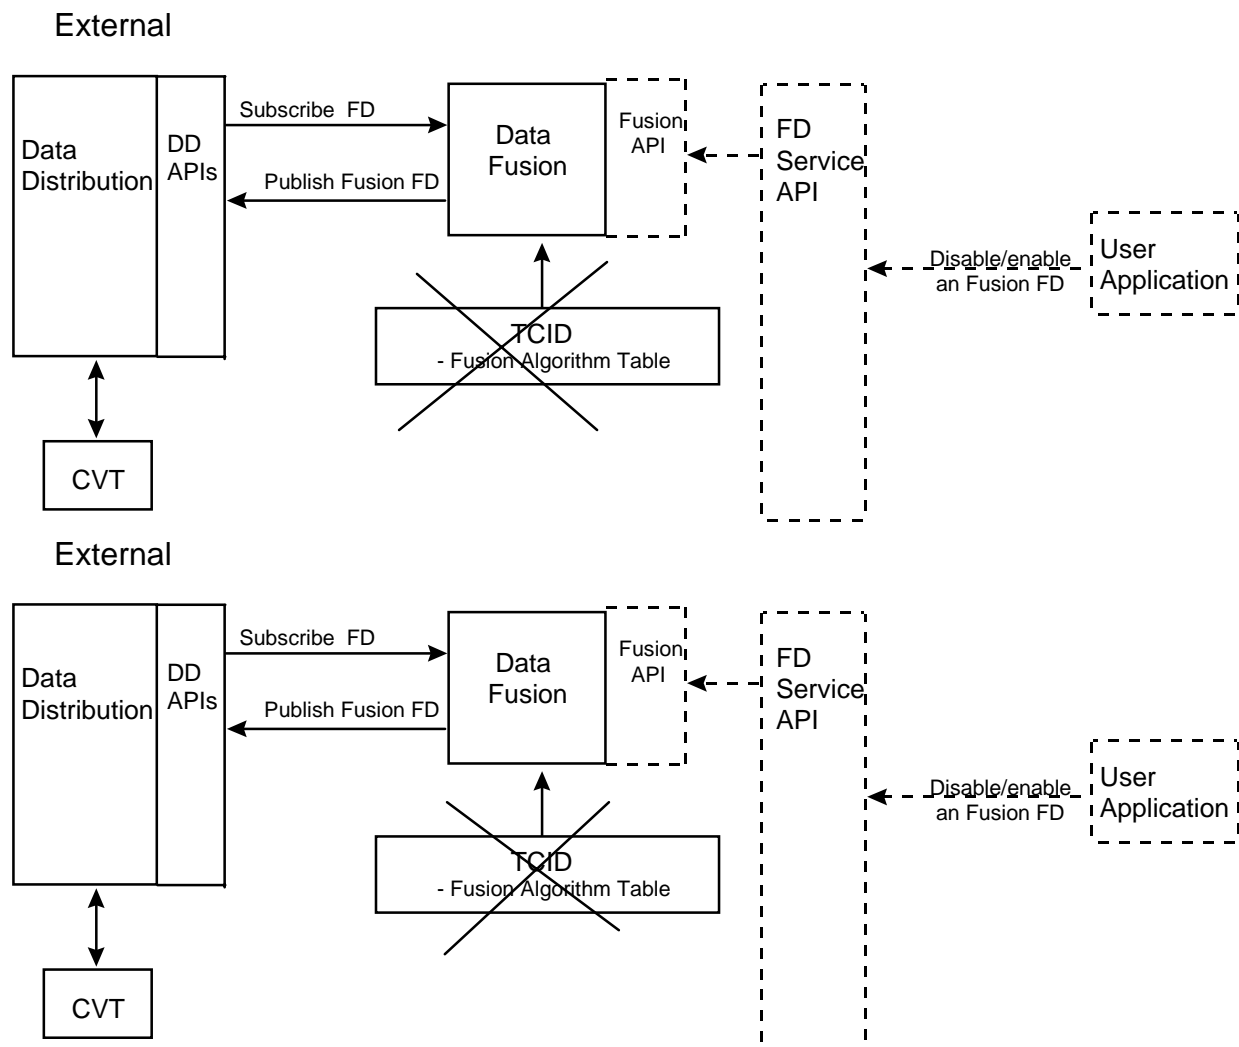 External
Data
Distribution
DD
APIs
Subscribe FD
Publish Fusion FD
Data
Fusion
Fusion
API
FD
Service
API
Disable/enable
an Fusion FD
User
Application
TCID
- Fusion Algorithm Table
CVT
External
Data
Distribution
DD
APIs
Subscribe FD
Publish Fusion FD
Data
Fusion
Fusion
API
FD
Service
API
Disable/enable
an Fusion FD
User
Application
TCID
- Fusion Algorithm Table
CVT